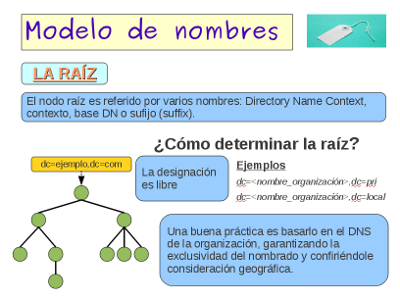 Modelo de nombres
LA RAÍZ
El nodo raíz es referido por varios nombres: Directory Name Context,
contexto, base DN o sufijo (suffix).
¿Cómo determinar la raíz?
dc=ejemplo,dc=com
La designación
es libre
Ejemplos
dc=<nombre_organización>,dc=pri
dc=<nombre_organización>,dc=local
Una buena práctica es basarlo en el DNS
de la organización, garantizando la
exclusividad del nombrado y confiriéndole
consideración geográfica.